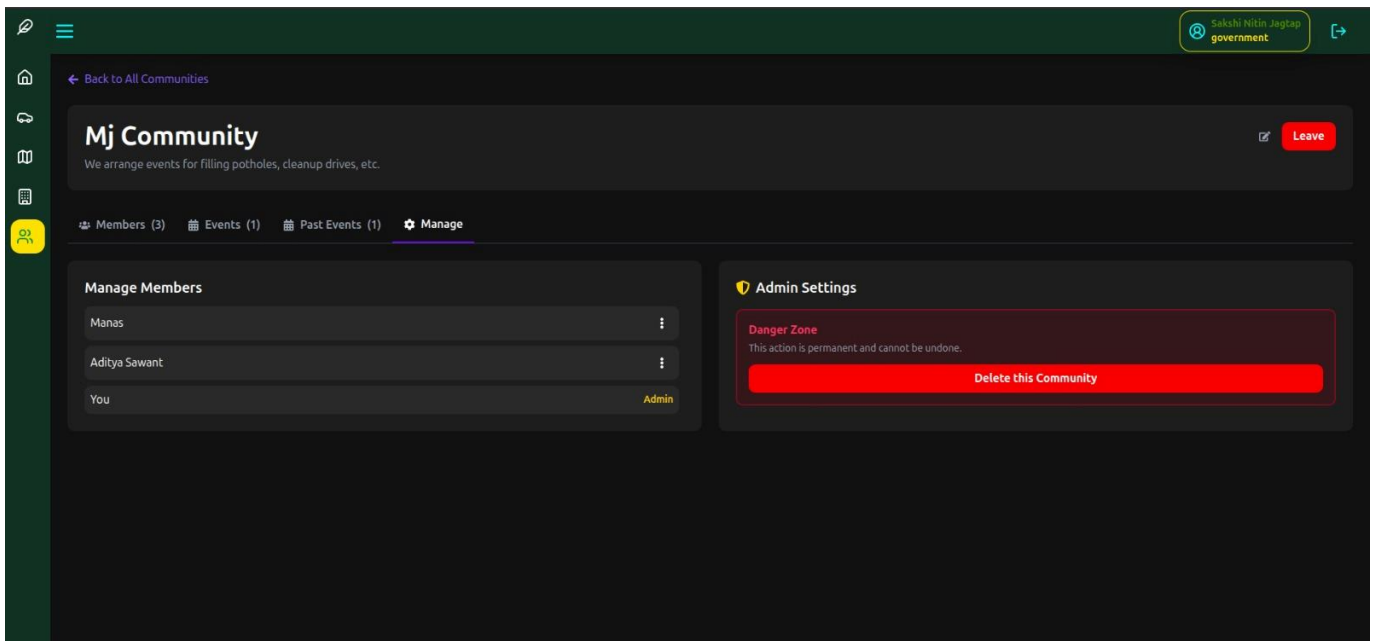 Sakshi Nitin Jagtap
government
Back to All Communities
Mj Community
We arrange events for filling potholes, cleanup drives, etc.
Leave
Members (3)
Events (1)
Past Events (1)
Manage
Manage Members
Manas
Aditya Sawant
You
Admin
Admin Settings
Danger Zone
This action is permanent and cannot be undone.
Delete this Community